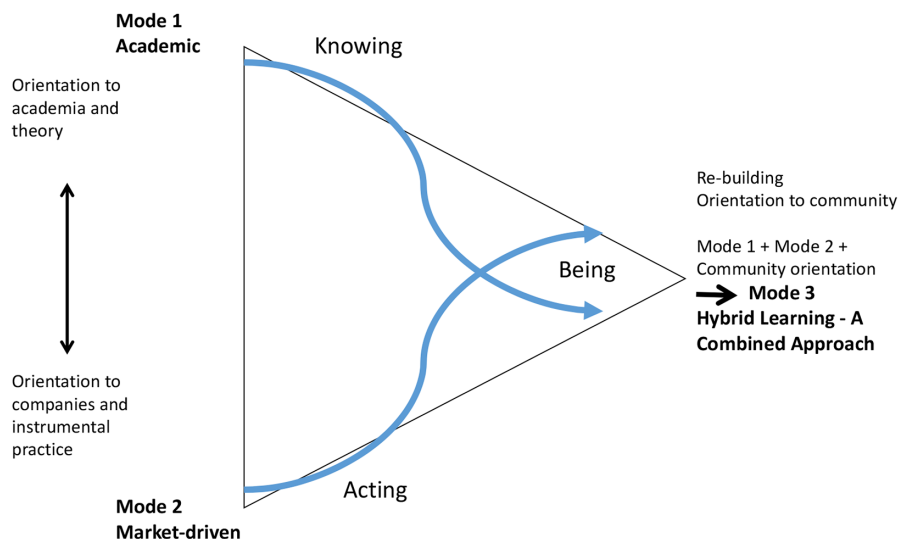 Mode 1
Academic
Knowing
Orientation to
academia and
theory
Re-building
Orientation to community
Mode 1 + Mode 2 +
Community orientation
Being
Mode 3
Hybrid Learning - A
Combined Approach
Orientation to
companies and
instrumental
practice
Acting
Mode 2
Market-driven